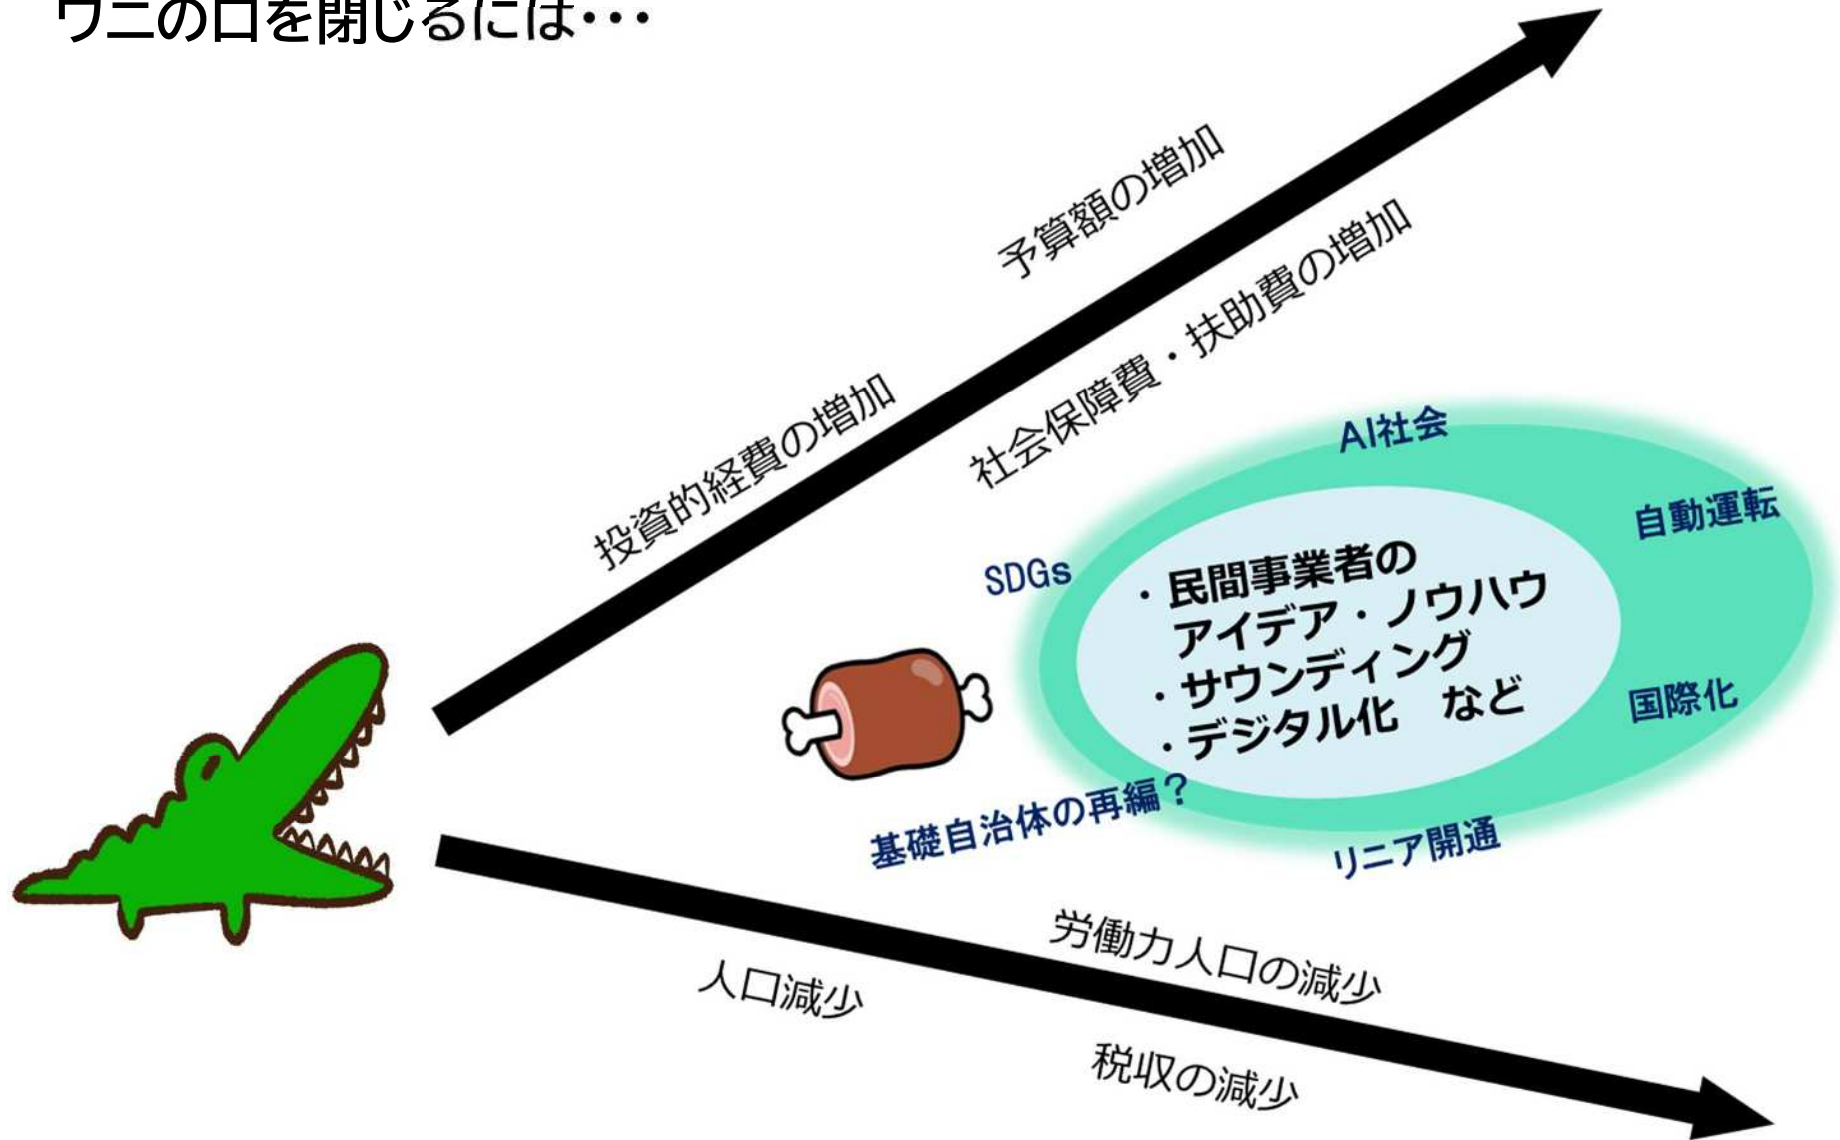 ワニの口を閉じるには・・・
予算額の増加
社会保障費・扶助費の増加
投資的経費の増加
AI社会
自動運転
SDGs
・民間事業者の
アイデア・ノウハウ
・サウンディング
・デジタル化　など
国際化
基礎自治体の再編？
リニア開通
労働力人口の減少
人口減少
税収の減少